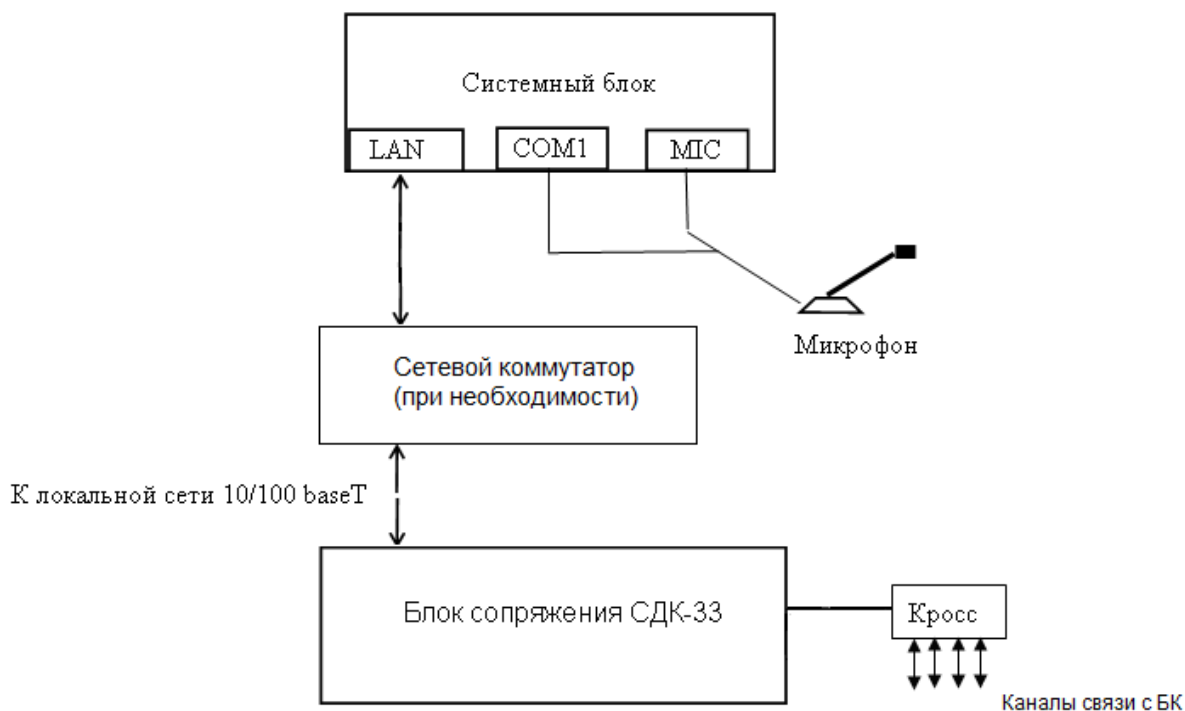 Системный блок
LAN
COM1
MIC
Микрофон
Сетевой коммутатор
(при необходимости)
К локальной сети 10/100 baseT
Блок сопряжения СДК-33
Кросс
Каналы связи с БК